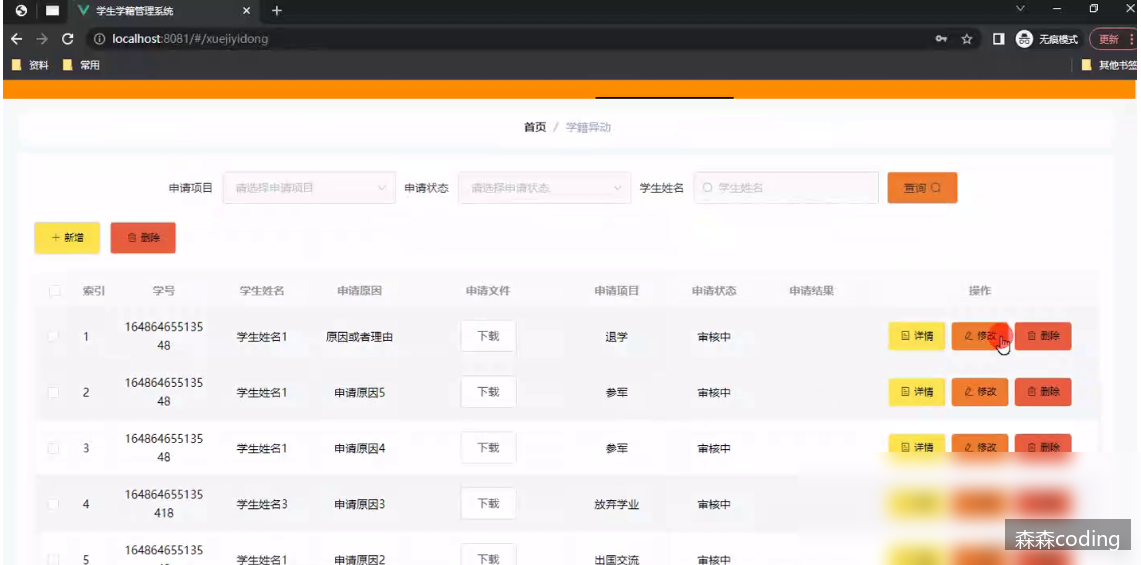 学生学籍管理系统
localhost:8081/#/xuejiyidong
无痕模式
更新
资料
常用
其他书签
首页 / 学籍异动
申请项目
请选择申请项目
申请状态
请选择申请状态
学生姓名
学生姓名
查询
+ 新增
删除
索引 学号 学生姓名 申请原因 申请文件 申请项目 申请状态 申请结果 操作
1 164864655135 48 学生姓名1 原因或者理由 下载 退学 审核中 详情 修改 删除
2 164864655135 48 学生姓名1 申请原因5 下载 参军 审核中 详情 修改 删除
3 164864655135 48 学生姓名1 申请原因4 下载 参军 审核中 详情 修改 删除
4 164864655135 418 学生姓名3 申请原因3 下载 放弃学业 审核中
5 164864655135 学生姓名1 申请原因2 下载 出国交流 审核中
森森coding